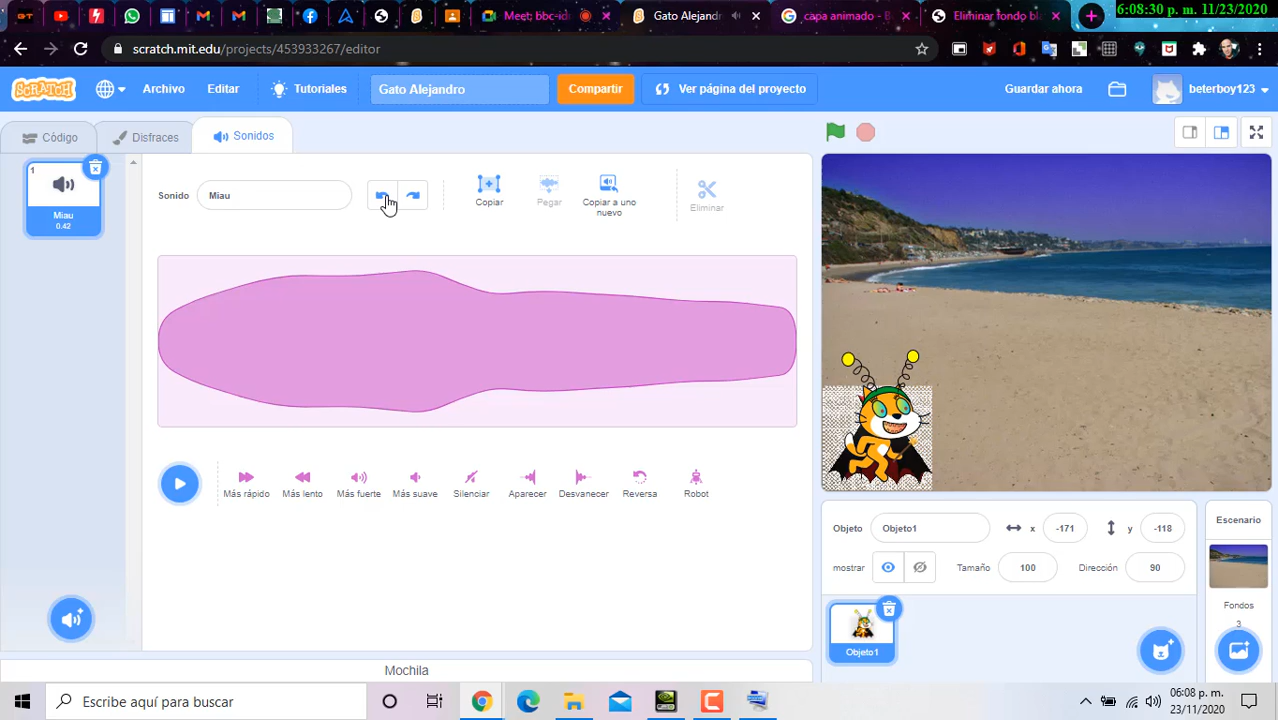 6:08:30 p. m. 11/23/2020
Meet; bbc-id
Gato Alejandr
capa animado - B
Eliminar fondo bla
scratch.mit.edu/projects/453933267/editor
SCRATCH
Archivo
Editar
Tutoriales
Gato Alejandro
Compartir
Ver página del proyecto
Guardar ahora
beterboy123
Código
Disfraces
Sonidos
1
Miau
0.42
Sonido
Miau
Copiar
Pegar
Copiar a uno nuevo
Eliminar
Más rápido
Más lento
Más fuerte
Más suave
Silenciar
Aparecer
Desvanecer
Reversa
Robot
Objeto
Objeto1
x
-171
y
-118
mostrar
Tamaño
100
Dirección
90
Objeto1
Escenario
Fondos
3
Mochila
Escribe aquí para buscar
06:08 p. m.
23/11/2020